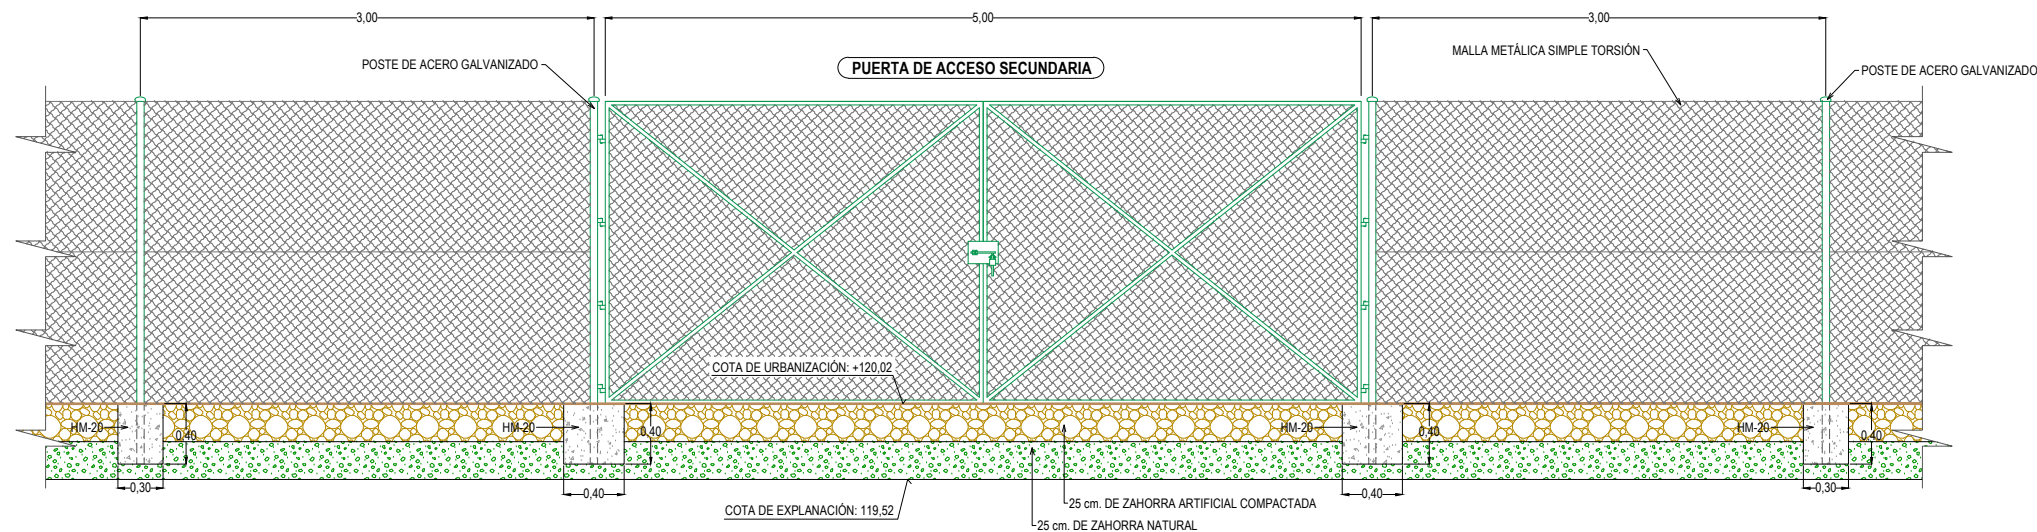 3,00
5,00
3,00
POSTE DE ACERO GALVANIZADO
PUERTA DE ACCESO SECUNDARIA
MALLA METÁLICA SIMPLE TORSIÓN
POSTE DE ACERO GALVANIZADO
COTA DE URBANIZACIÓN: +120,02
HM-20
0,40
HM-20
0,40
HM-20
0,40
HM-20
0,40
0,30
0,40
0,40
0,30
25 cm. DE ZAHORRA ARTIFICIAL COMPACTADA
COTA DE EXPLANACIÓN: 119,52
25 cm. DE ZAHORRA NATURAL